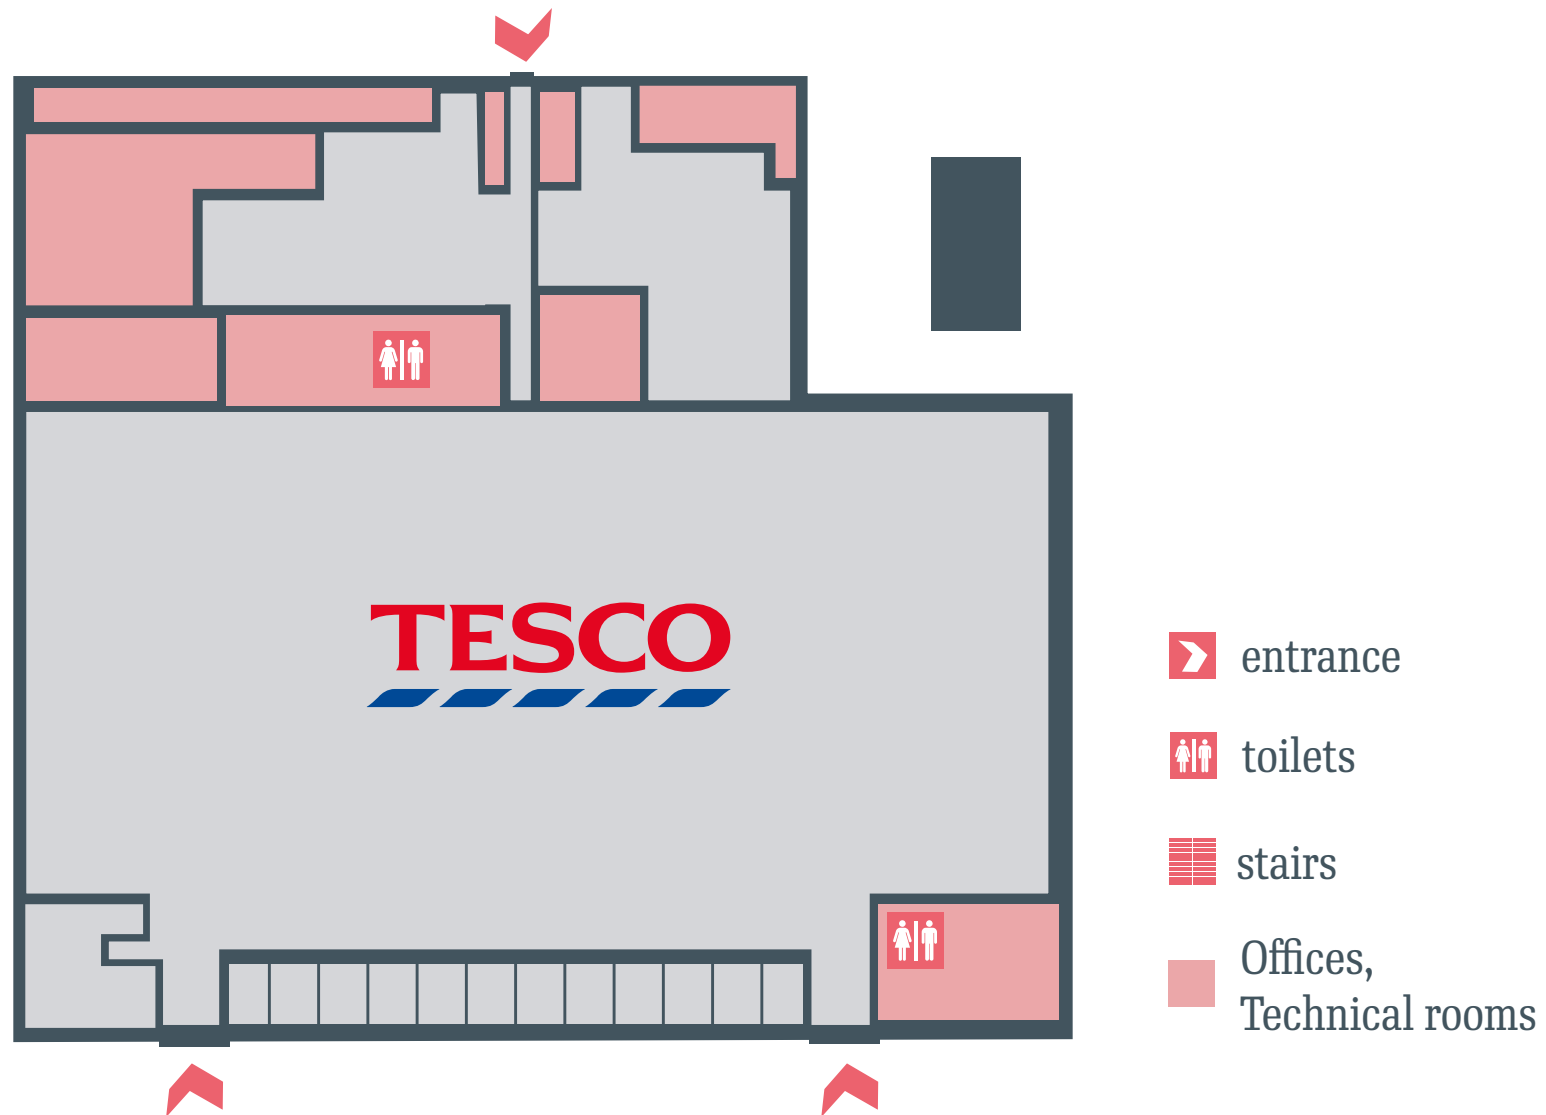 TESCO
entrance
toilets
stairs
Offices,
Technical rooms